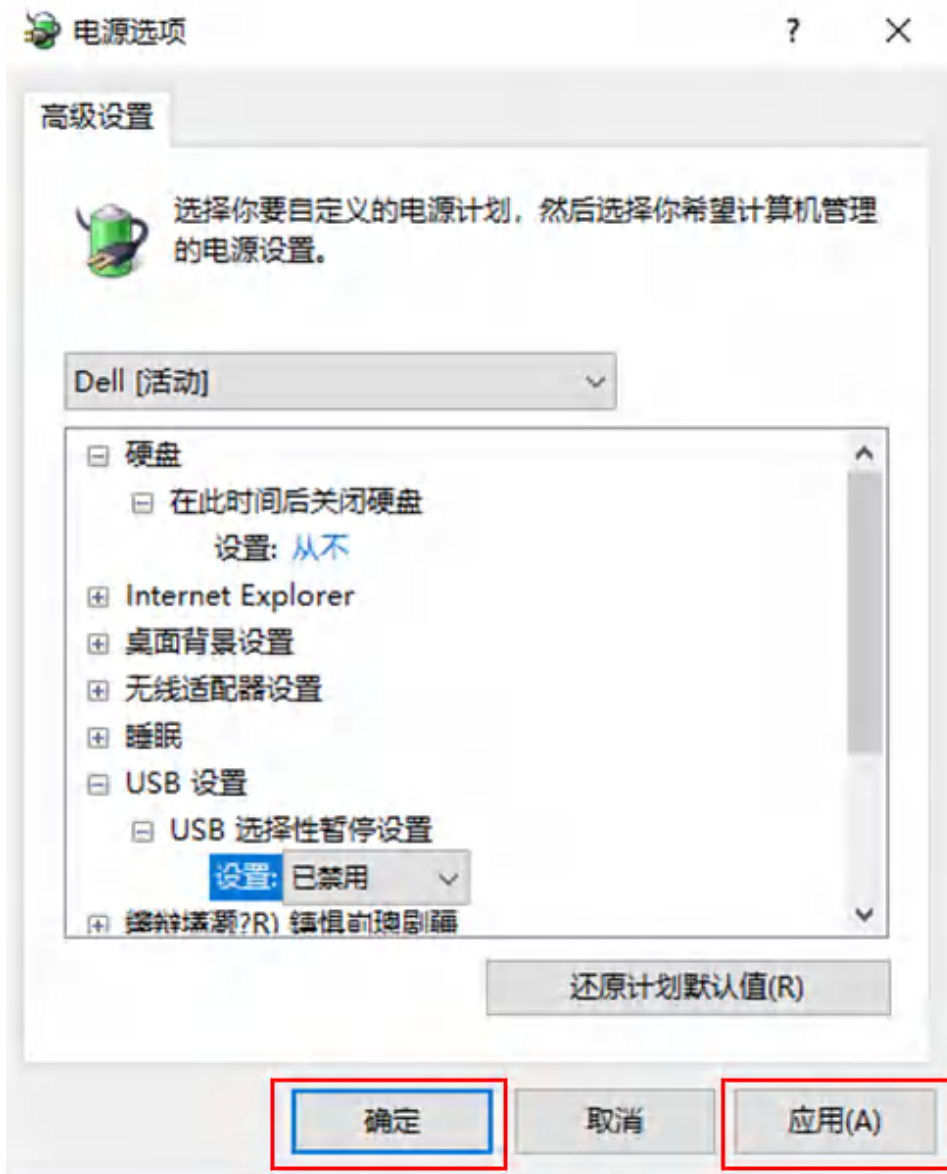 电源选项
?
高级设置
选择你要自定义的电源计划，然后选择你希望计算机管理
的电源设置。
Dell [活动]
硬盘
在此时间后关闭硬盘
设置: 从不
Internet Explorer
桌面背景设置
无线适配器设置
睡眠
USB 设置
USB 选择性暂停设置
设置: 已禁用
?R)
还原计划默认值(R)
确定
取消
应用(A)